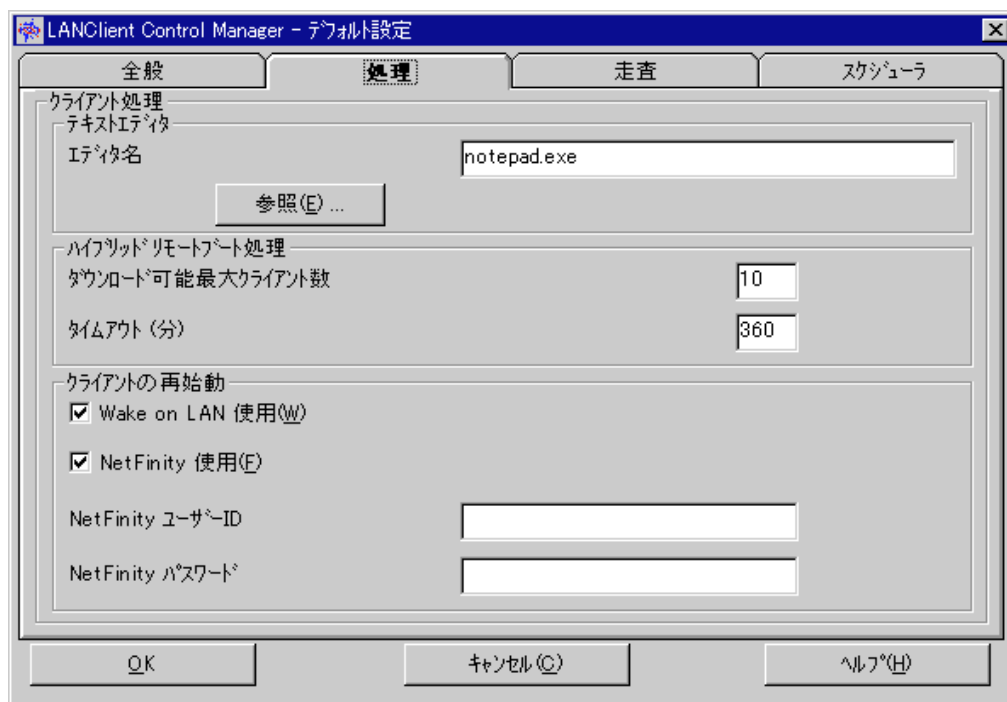 LANClient Control Manager - ﾃﾞﾌｫﾙﾄ設定
全般 処理 走査 ｽｹｼﾞｭｰﾗ
ｸﾗｲｱﾝﾄ処理
ﾃｷｽﾄｴﾃﾞｨﾀ
ｴﾃﾞｨﾀ名 notepad.exe
参照(E) ...
ﾊｲﾌﾞﾘｯﾄﾞﾘﾓｰﾄﾌﾞｰﾄ処理
ﾀﾞｳﾝﾛｰﾄﾞ可能最大ｸﾗｲｱﾝﾄ数 10
ﾀｲﾑｱｳﾄ (分) 360
ｸﾗｲｱﾝﾄの再始動
Wake on LAN 使用(W)
NetFinity 使用(F)
NetFinity ﾕｰｻﾞｰID
NetFinity ﾊﾟｽﾜｰﾄﾞ
OK ｷｬﾝｾﾙ(C) ﾍﾙﾌﾟ(H)